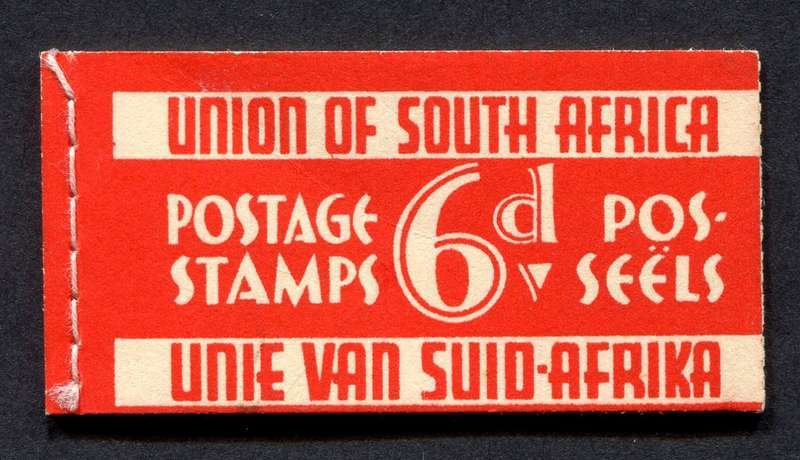 UNION OF SOUTH AFRICA
POSTAGE 6d POS-
STAMPS SEËLS
UNIE VAN SUID-AFRIKA